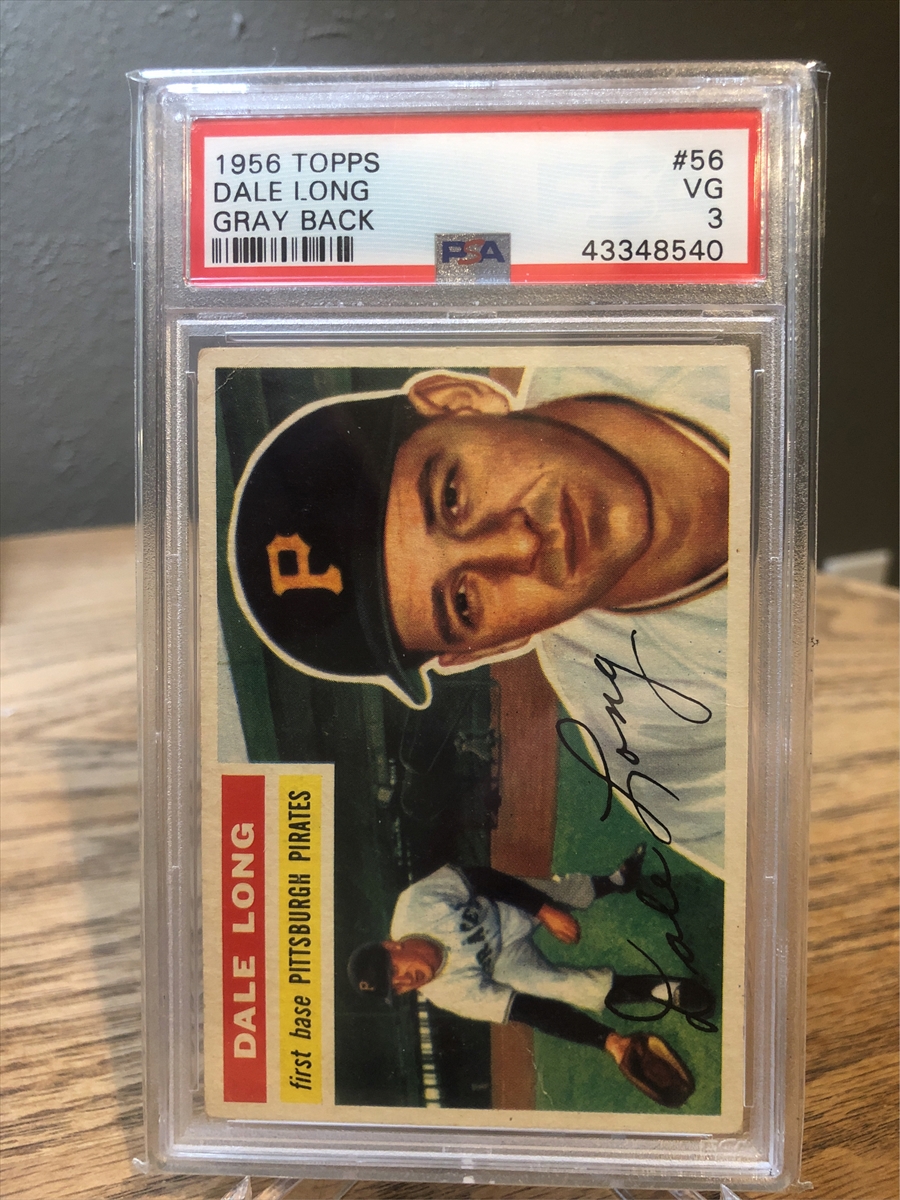 1956 TOPPS #56
DALE LONG VG
GRAY BACK 3
PSA 43348540
P
DALE LONG
first base PITTSBURGH PIRATES
P
Dale Long